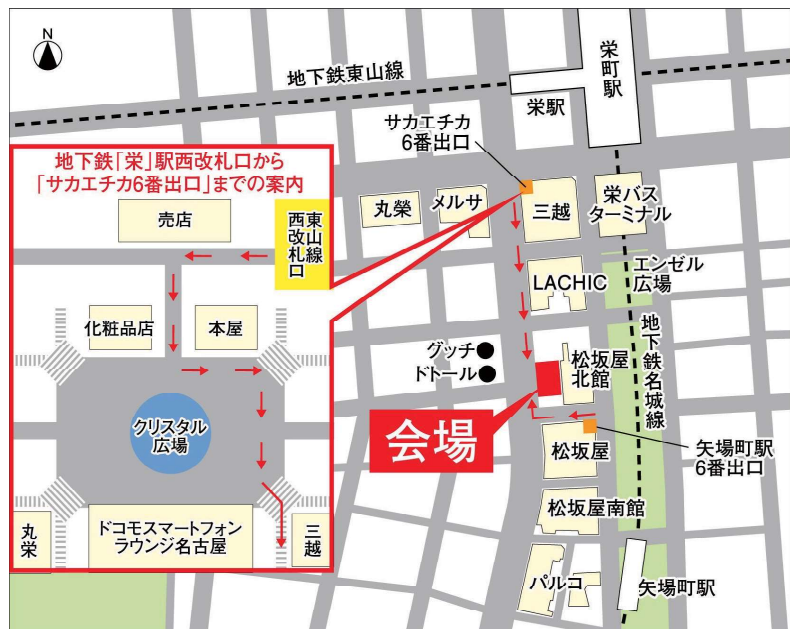 N
地下鉄東山線
栄町駅
栄駅
サカエチカ
6番出口
地下鉄「栄」駅西改札口から
「サカエチカ6番出口」までの案内
売店
東山線
西改札口
化粧品店
本屋
クリスタル
広場
丸栄
ドコモスマートフォン
ラウンジ名古屋
三越
丸榮
メルサ
三越
栄バス
ターミナル
LACHIC
エンゼル
広場
地下鉄名城線
グッチ
ドトール
松坂屋
北館
会場
松坂屋
矢場町駅
6番出口
松坂屋南館
パルコ
矢場町駅